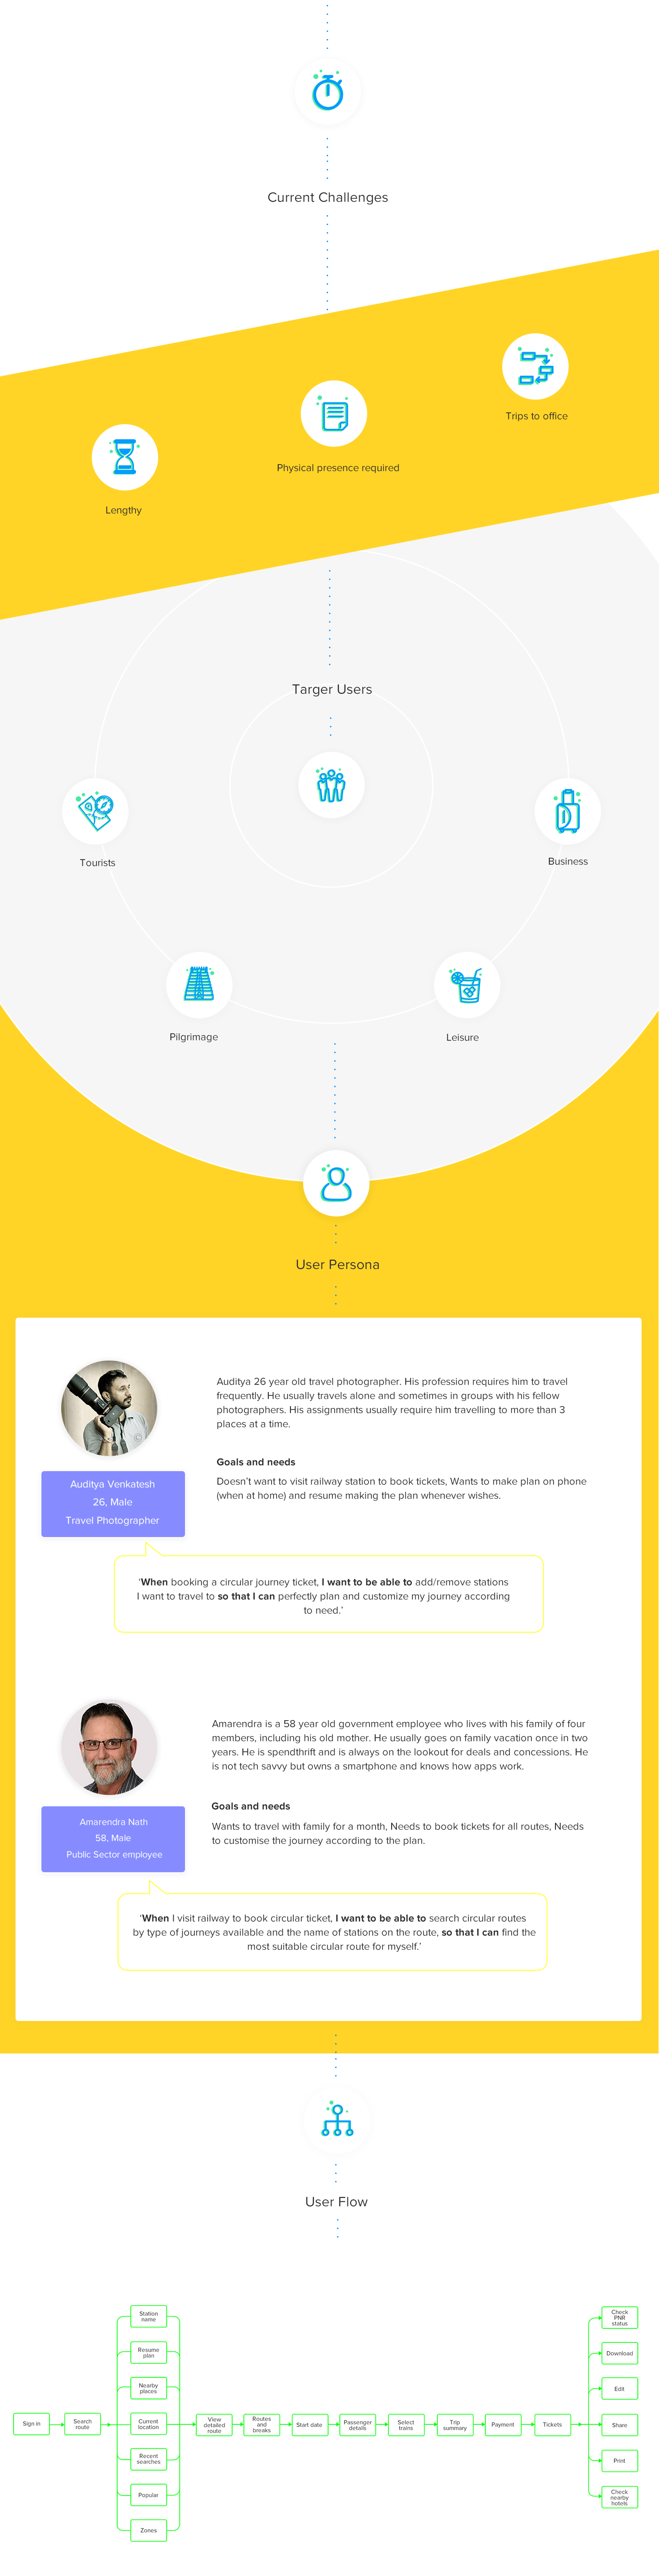 Current Challenges
Trips to office
Physical presence required
Lengthy
Targer Users
Tourists
Business
Pilgrimage
Leisure
User Persona
Auditya 26 year old travel photographer. His profession requires him to travel
frequently. He usually travels alone and sometimes in groups with his fellow
photographers. His assignments usually require him travelling to more than 3
places at a time.
Goals and needs
Doesn't want to visit railway station to book tickets, Wants to make plan on phone
(when at home) and resume making the plan whenever wishes.
Auditya Venkatesh
26, Male
Travel Photographer
'When booking a circular journey ticket, I want to be able to add/remove stations
I want to travel to so that I can perfectly plan and customize my journey according
to need.'
Amarendra is a 58 year old government employee who lives with his family of four
members, including his old mother. He usually goes on family vacation once in two
years. He is spendthrift and is always on the lookout for deals and concessions. He
is not tech savvy but owns a smartphone and knows how apps work.
Goals and needs
Wants to travel with family for a month, Needs to book tickets for all routes, Needs
to customise the journey according to the plan.
Amarendra Nath
58, Male
Public Sector employee
'When I visit railway to book circular ticket, I want to be able to search circular routes
by type of journeys available and the name of stations on the route, so that I can find the
most suitable circular route for myself.'
User Flow
Sign in
Search
route
Station
name
Resume
plan
Nearby
places
Current
location
Recent
searches
Popular
Zones
View
detailed
route
Routes
and
breaks
Start date
Passenger
details
Select
trains
Trip
summary
Payment
Tickets
Check
PNR
status
Download
Edit
Share
Print
Check
nearby
hotels